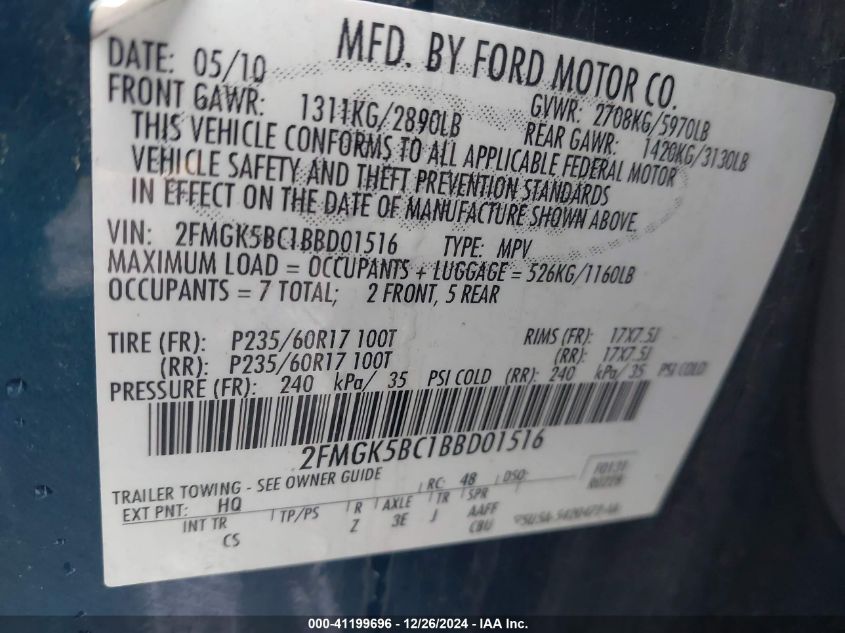 MFD. BY FORD MOTOR CO.
DATE: 05/10 GVWR: 2708KG/5970LB
FRONT GAWR: 1311KG/2890LB REAR GAWR: 1420KG/3130LB
THIS VEHICLE CONFORMS TO ALL APPLICABLE FEDERAL MOTOR
VEHICLE SAFETY AND THEFT PREVENTION STANDARDS
IN EFFECT ON THE DATE OF MANUFACTURE SHOWN ABOVE.
VIN: 2FMGK5BC1BBD01516 TYPE: MPV
MAXIMUM LOAD = OCCUPANTS + LUGGAGE = 526KG/1160LB
OCCUPANTS = 7 TOTAL; 2 FRONT, 5 REAR
TIRE (FR): P235/60R17 100T RIMS (FR): 17X7.5J
(RR): P235/60R17 100T (RR): 17X7.5J
PRESSURE (FR): 240 kPa/ 35 PSI COLD (RR): 240 kPa/ 35 PSI COLD
2FMGK5BC1BBD01516
TRAILER TOWING - SEE OWNER GUIDE RC: 48 DSO:
EXT PNT: HQ
INT TR TP/PS R AXLE TR SPR
CS Z 3E J AAFF
CBU
000-41199696 - 12/26/2024 - IAA Inc.